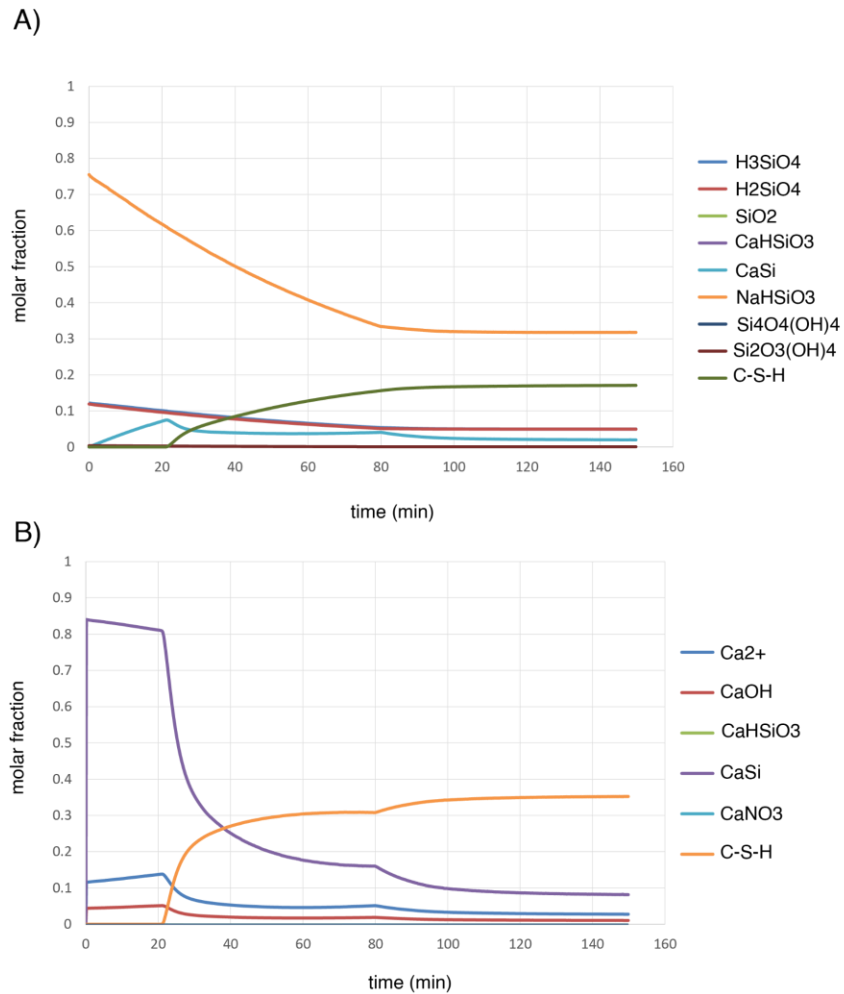 A)
1
0.9
0.8
0.7
0.6
0.5
0.4
0.3
0.2
0.1
0
molar fraction
0 20 40 60 80 100 120 140 160
time (min)
H3SiO4
H2SiO4
SiO2
CaHSiO3
CaSi
NaHSiO3
Si4O4(OH)4
Si2O3(OH)4
C-S-H
B)
1
0.9
0.8
0.7
0.6
0.5
0.4
0.3
0.2
0.1
0
molar fraction
0 20 40 60 80 100 120 140 160
time (min)
Ca2+
CaOH
CaHSiO3
CaSi
CaNO3
C-S-H